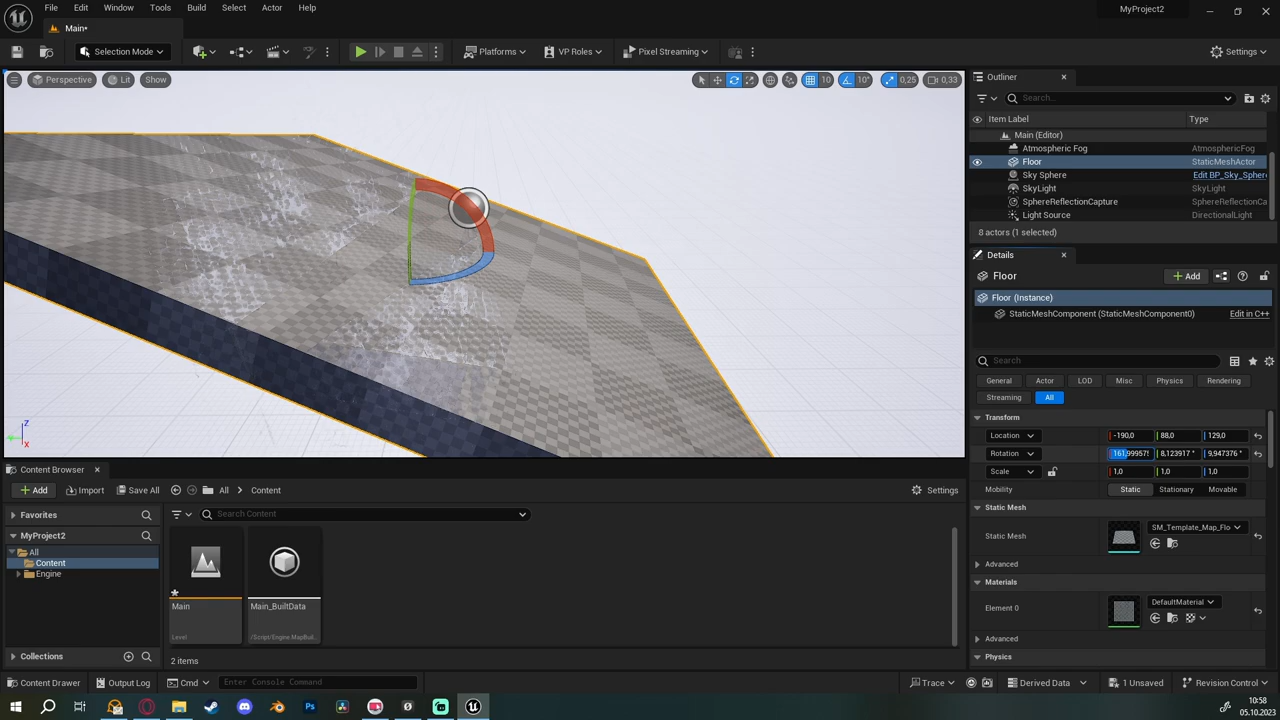 File Edit Window Tools Build Select Actor Help
MyProject2
Main*
Selection Mode
Platforms
VP Roles
Pixel Streaming
Settings
Perspective
Lit
Show
10
10°
0,25
0,33
Outliner
Search...
Item Label
Type
Main (Editor)
Atmospheric Fog
AtmosphericFog
Floor
StaticMeshActor
Sky Sphere
Edit BP_Sky_Sphere
SkyLight
SkyLight
SphereReflectionCapture
SphereReflectionCa
Light Source
DirectionalLight
8 actors (1 selected)
Details
Floor
Add
Floor (Instance)
StaticMeshComponent (StaticMeshComponent0)
Edit in C++
Search
General
Actor
LOD
Misc
Physics
Rendering
Streaming
All
Transform
Location
-190,0
88,0
129,0
Rotation
161,99957°
8,123917 °
9,947376 °
Scale
1,0
1,0
1,0
Mobility
Static
Stationary
Movable
Static Mesh
Static Mesh
SM_Template_Map_Flo
Advanced
Materials
Element 0
DefaultMaterial
Advanced
Physics
Z
X
Content Browser
Add
Import
Save All
All
Content
Settings
Favorites
MyProject2
All
Content
Engine
Collections
Search Content
Main
Level
Main_BuiltData
/Script/Engine.MapBuil...
2 items
Content Drawer
Output Log
Cmd
Enter Console Command
Trace
Derived Data
1 Unsaved
Revision Control
10:58
05.10.2023